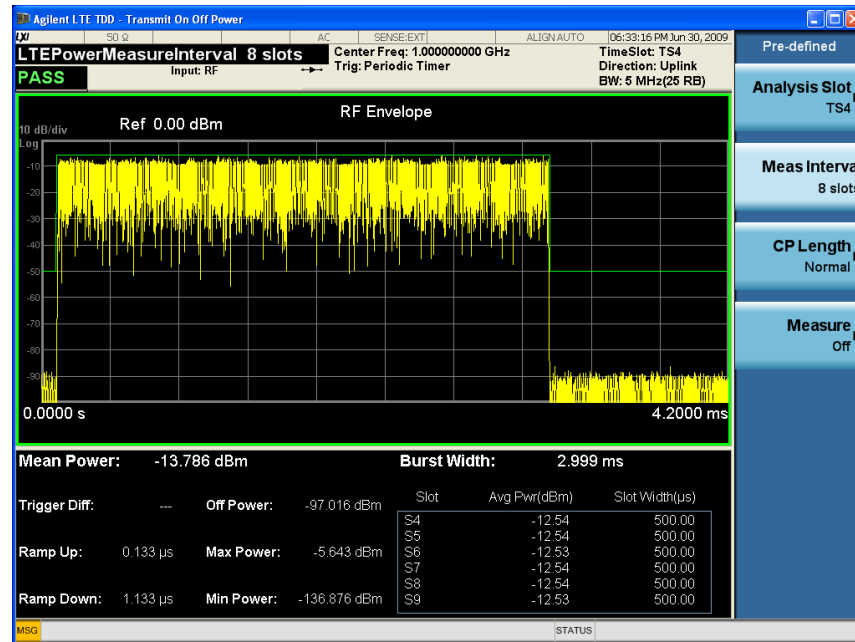 Agilent LTE TDD - Transmit On Off Power
LXI 50 Ω AC SENSE:EXT ALIGN AUTO 06:33:16 PM Jun 30, 2009
LTEPowerMeasureInterval 8 slots
Center Freq: 1.000000000 GHz
TimeSlot: TS4
Input: RF
Trig: Periodic Timer
Direction: Uplink
PASS
BW: 5 MHz(25 RB)
Pre-defined
Analysis Slot
TS4
Meas Interva
8 slots
CP Length
Normal
Measure
Off
RF Envelope
10 dB/div
Ref 0.00 dBm
Log
-10
-20
-30
-40
-50
-60
-70
-80
-90
0.0000 s
4.2000 ms
Mean Power: -13.786 dBm
Burst Width: 2.999 ms
Trigger Diff: ---
Off Power: -97.016 dBm
Ramp Up: 0.133 µs
Max Power: -5.643 dBm
Ramp Down: 1.133 µs
Min Power: -136.876 dBm
Slot Avg Pwr(dBm) Slot Width(µs)
S4 -12.54 500.00
S5 -12.54 500.00
S6 -12.53 500.00
S7 -12.54 500.00
S8 -12.54 500.00
S9 -12.53 500.00
MSG
STATUS